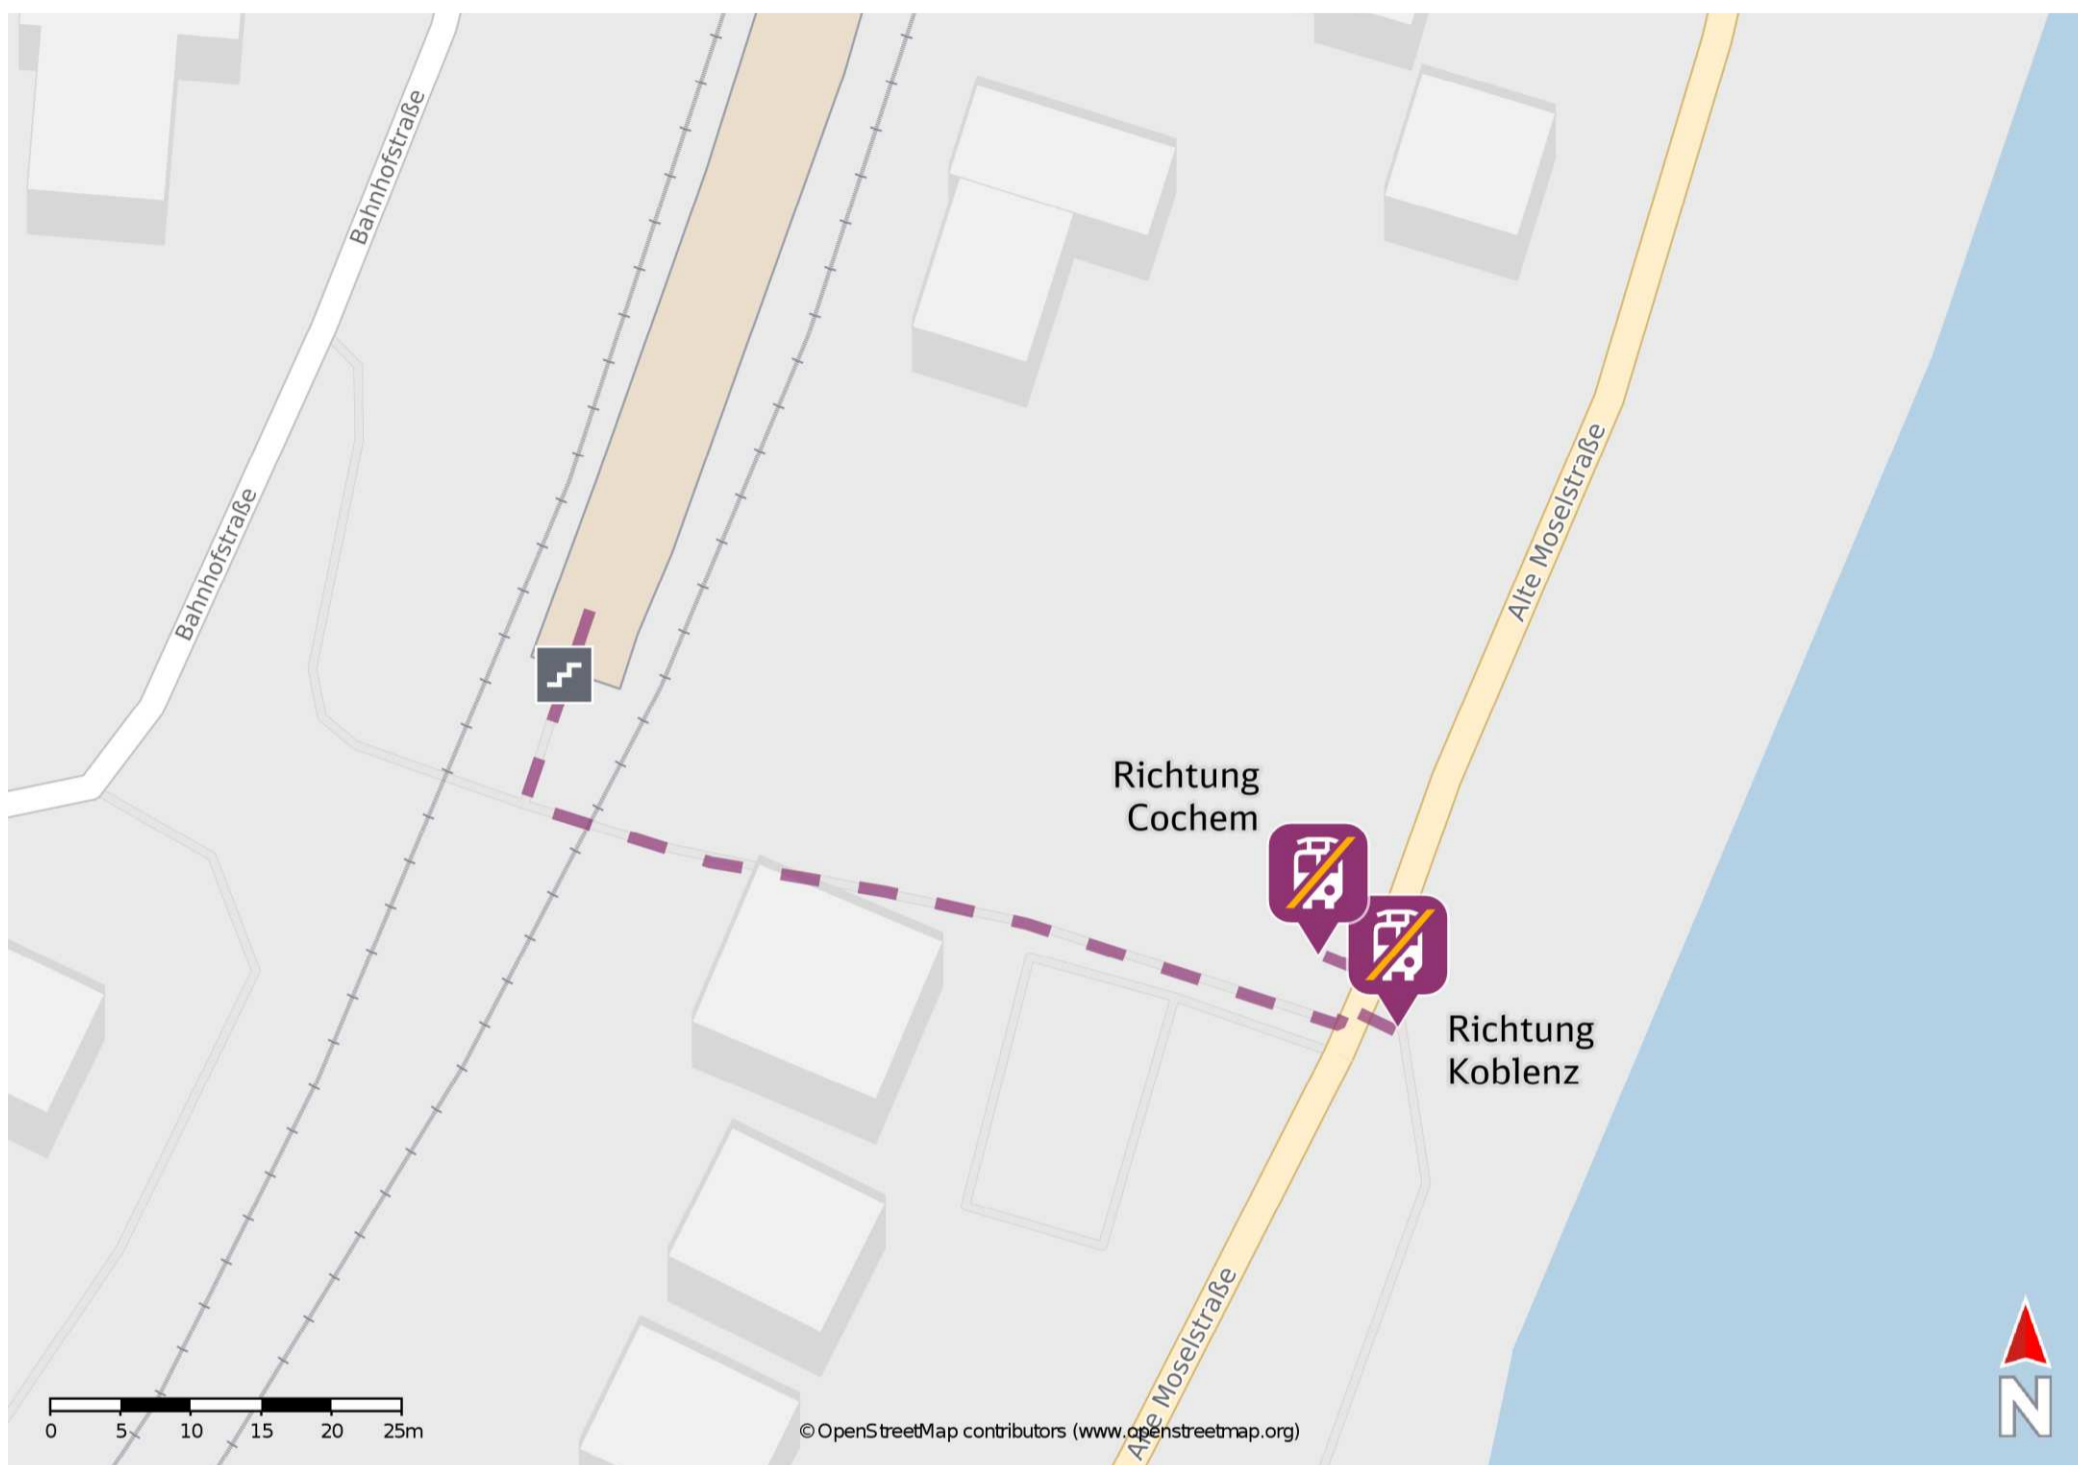 Bahnhofstraße
Bahnhofstraße
Alte Moselstraße
Richtung
Cochem
Richtung
Koblenz
Alte Moselstraße
0 5 10 15 20 25m
© OpenStreetMap contributors (www.openstreetmap.org)
N